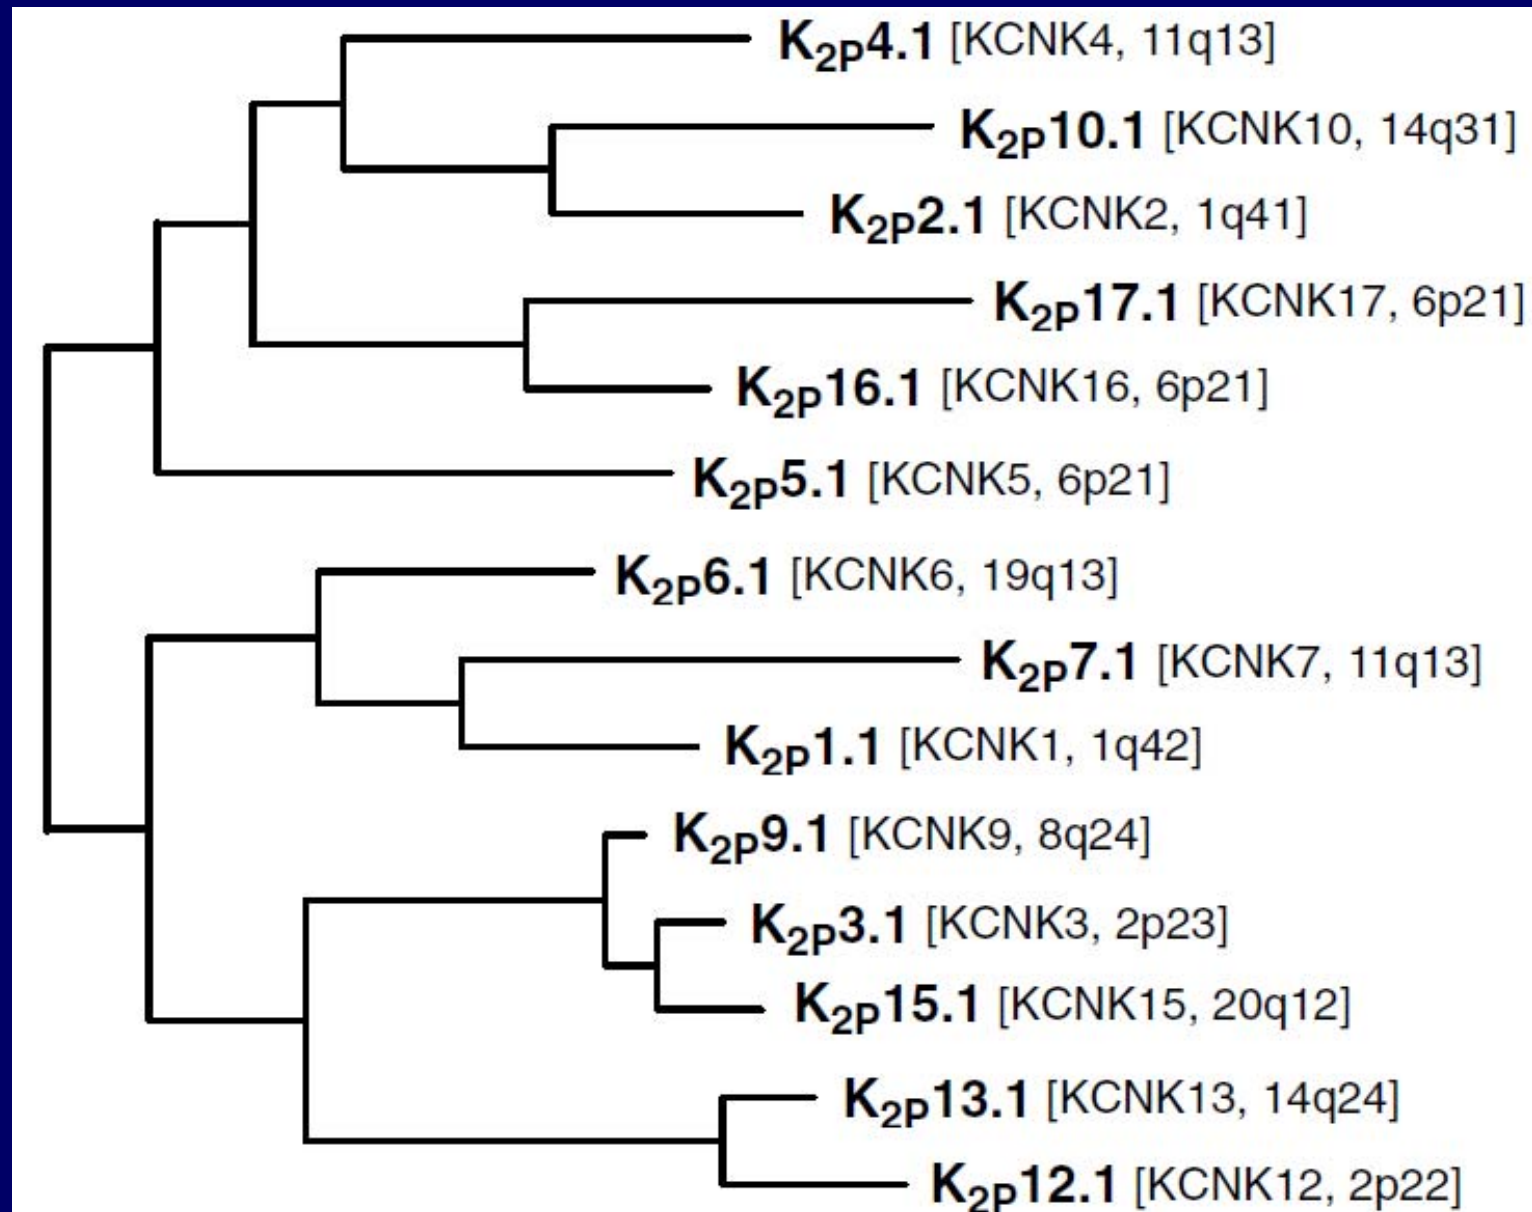 K2P4.1 [KCNK4, 11q13]
K2P10.1 [KCNK10, 14q31]
K2P2.1 [KCNK2, 1q41]
K2P17.1 [KCNK17, 6p21]
K2P16.1 [KCNK16, 6p21]
K2P5.1 [KCNK5, 6p21]
K2P6.1 [KCNK6, 19q13]
K2P7.1 [KCNK7, 11q13]
K2P1.1 [KCNK1, 1q42]
K2P9.1 [KCNK9, 8q24]
K2P3.1 [KCNK3, 2p23]
K2P15.1 [KCNK15, 20q12]
K2P13.1 [KCNK13, 14q24]
K2P12.1 [KCNK12, 2p22]